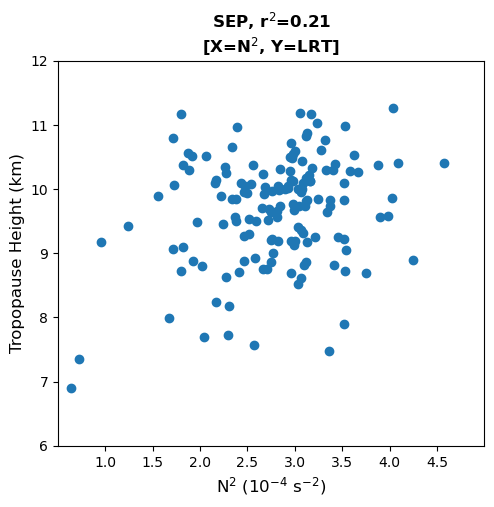 SEP, r²=0.21
[X=N², Y=LRT]
12
11
10
9
8
7
6
Tropopause Height (km)
1.0 1.5 2.0 2.5 3.0 3.5 4.0 4.5
N² (10⁻⁴ s⁻²)